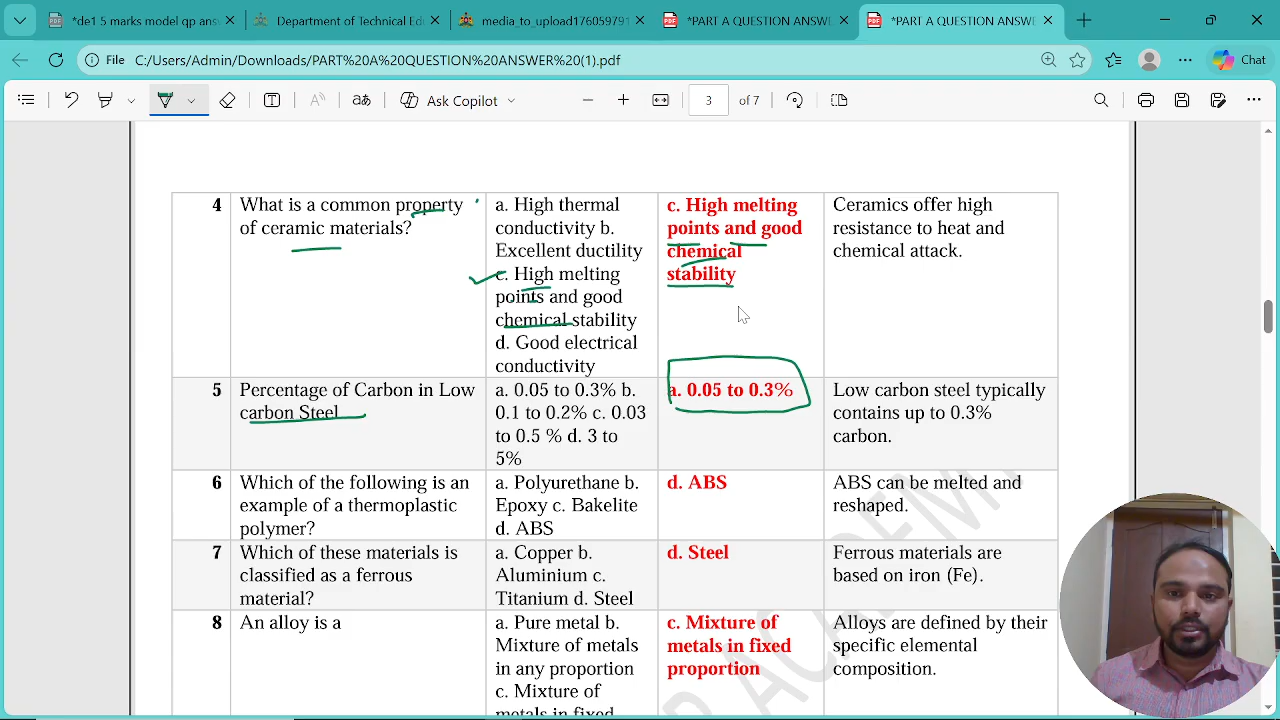 *de1 5 marks model qp answ
Department of Technical Ed
media_to_upload176059791
*PART A QUESTION ANSWE
*PART A QUESTION ANSWE
File C:/Users/Admin/Downloads/PART%20A%20QUESTION%20ANSWER%20(1).pdf
Chat
Ask Copilot
3 of 7
4
What is a common property
of ceramic materials?
a. High thermal
conductivity b.
Excellent ductility
c. High melting
points and good
chemical stability
d. Good electrical
conductivity
c. High melting
points and good
chemical
stability
Ceramics offer high
resistance to heat and
chemical attack.
5
Percentage of Carbon in Low
carbon Steel
a. 0.05 to 0.3% b.
0.1 to 0.2% c. 0.03
to 0.5 % d. 3 to
5%
a. 0.05 to 0.3%
Low carbon steel typically
contains up to 0.3%
carbon.
6
Which of the following is an
example of a thermoplastic
polymer?
a. Polyurethane b.
Epoxy c. Bakelite
d. ABS
d. ABS
ABS can be melted and
reshaped.
7
Which of these materials is
classified as a ferrous
material?
a. Copper b.
Aluminium c.
Titanium d. Steel
d. Steel
Ferrous materials are
based on iron (Fe).
8
An alloy is a
a. Pure metal b.
Mixture of metals
in any proportion
c. Mixture of
metals in fixed
c. Mixture of
metals in fixed
proportion
Alloys are defined by their
specific elemental
composition.